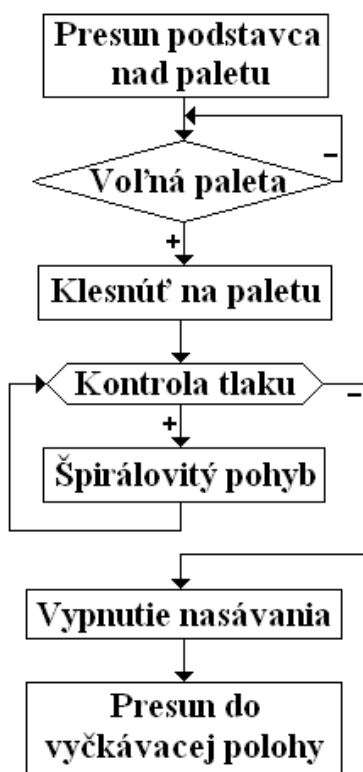 Presun podstavca
nad paletu
Voľná paleta
–
+
Klesnúť na paletu
Kontrola tlaku
–
+
Špirálovitý pohyb
Vypnutie nasávania
Presun do
vyčkávacej polohy